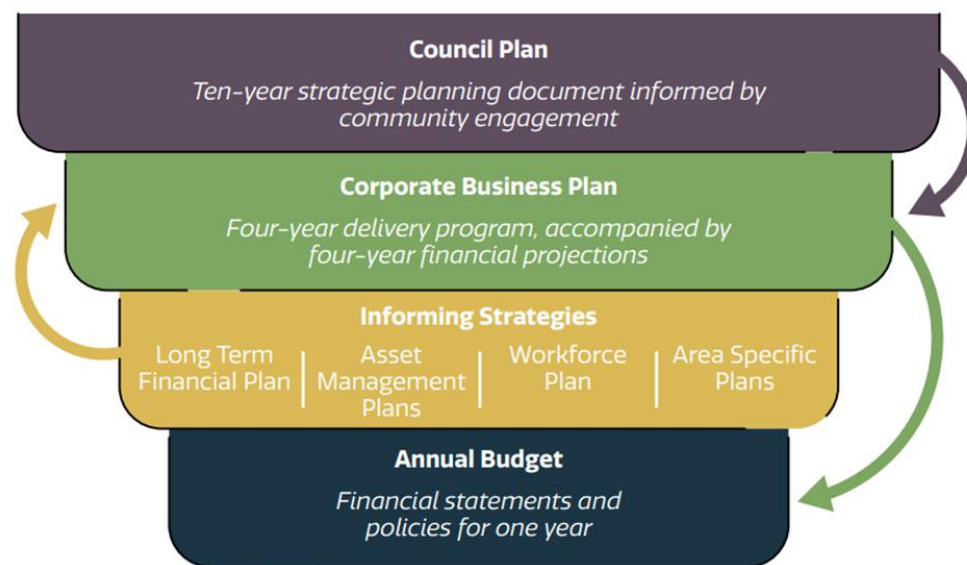 Council Plan
Ten-year strategic planning document informed by
community engagement
Corporate Business Plan
Four-year delivery program, accompanied by
four-year financial projections
Informing Strategies
Long Term
Financial Plan
Asset
Management
Plans
Workforce
Plan
Area Specific
Plans
Annual Budget
Financial statements and
policies for one year